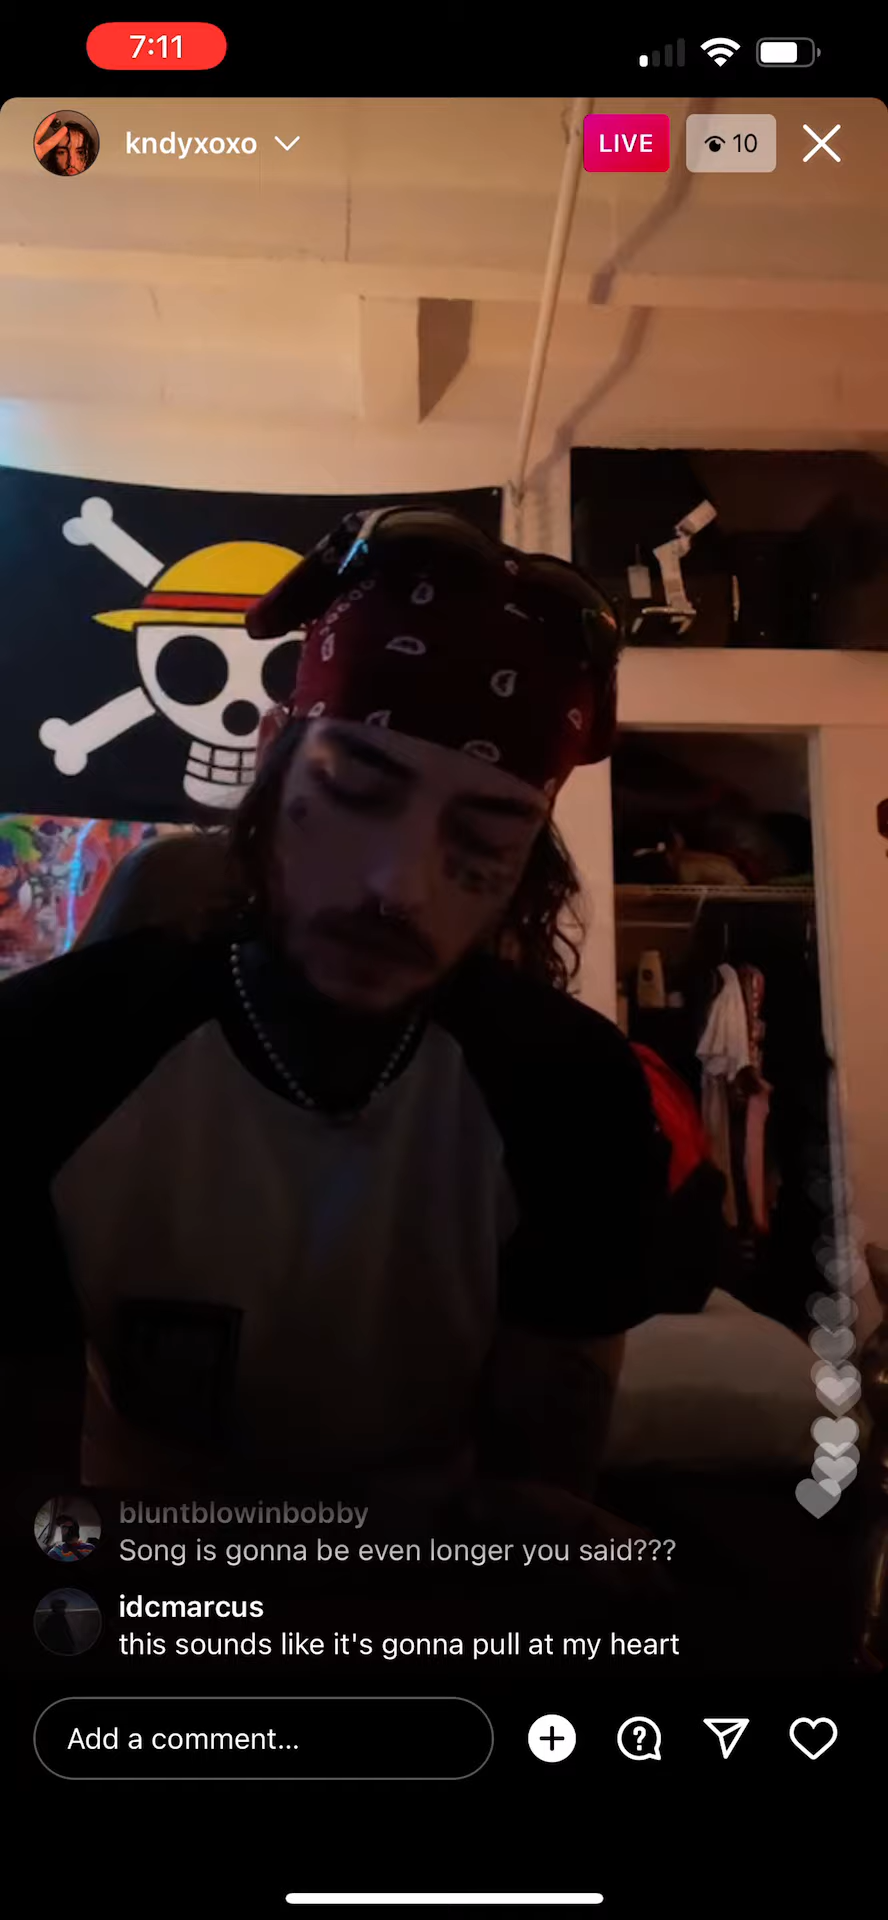 7:11
kndyxoxo
LIVE
10
bluntblowinbobby
Song is gonna be even longer you said???
idcmarcus
this sounds like it's gonna pull at my heart
Add a comment...